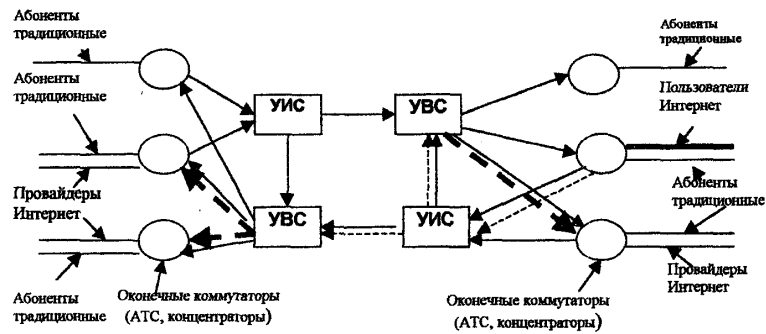 Абоненты
традиционные
Абоненты
традиционные
Абоненты
традиционные
Пользователи
Интернет
УИС
УВС
Провайдеры
Интернет
УВС
УИС
Абоненты
традиционные
Абоненты
традиционные
Оконечные коммутаторы
(АТС, концентраторы)
Оконечные коммутаторы
(АТС, концентраторы)
Провайдеры
Интернет